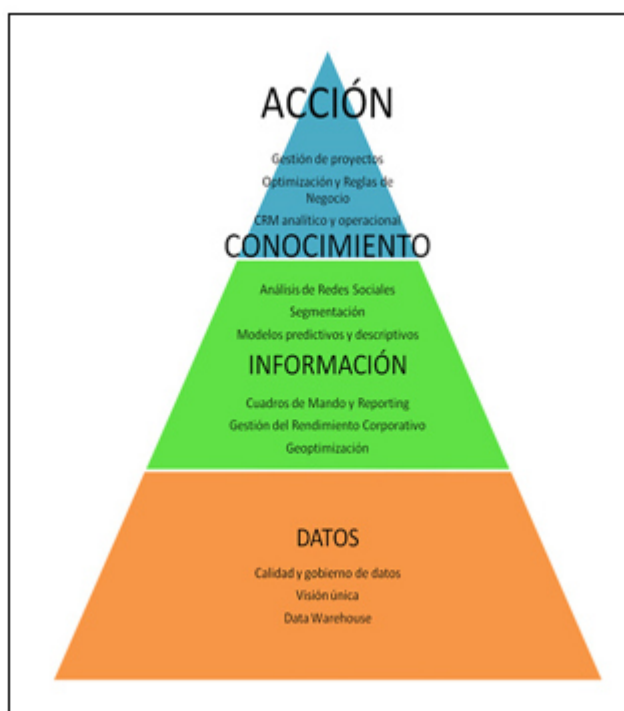 ACCIÓN
Gestión de proyectos
Optimización y Reglas de
Negocio
CRM analítico y operacional
CONOCIMIENTO
Análisis de Redes Sociales
Segmentación
Modelos predictivos y descriptivos
INFORMACIÓN
Cuadros de Mando y Reporting
Gestión del Rendimiento Corporativo
Geoptimización
DATOS
Calidad y gobierno de datos
Visión única
Data Warehouse